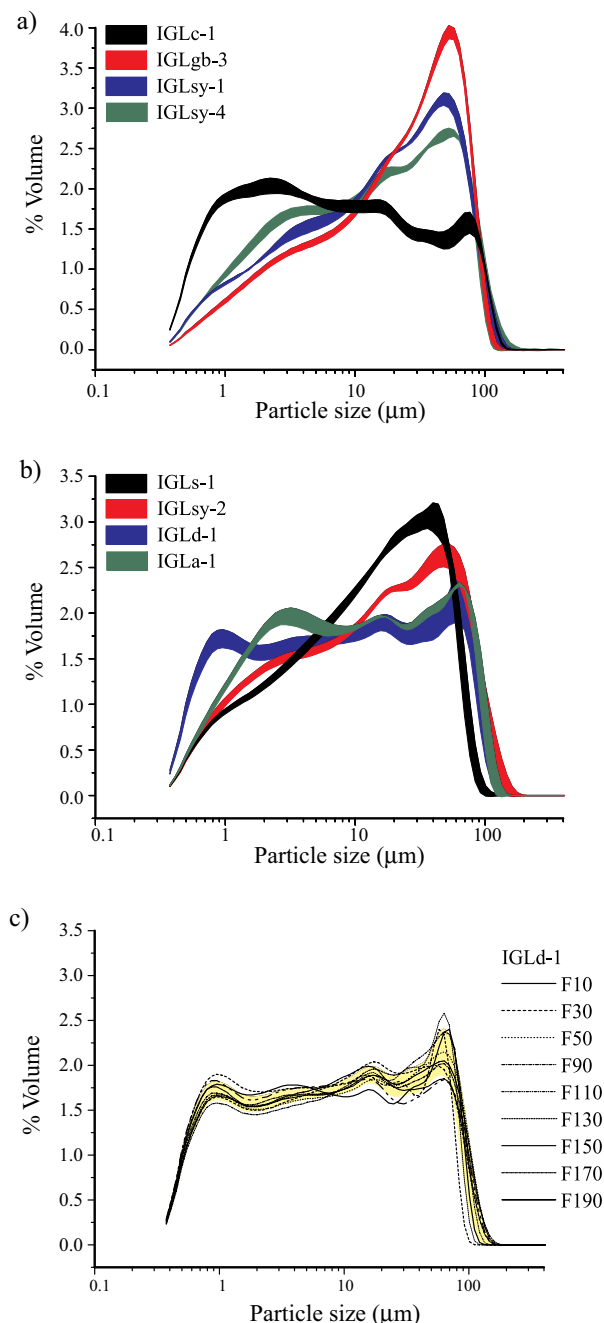 a)
IGLc-1
IGLgb-3
IGLsy-1
IGLsy-4
% Volume
4.0
3.5
3.0
2.5
2.0
1.5
1.0
0.5
0.0
0.1 1 10 100
Particle size (μm)
b)
IGLs-1
IGLsy-2
IGLd-1
IGLa-1
% Volume
3.5
3.0
2.5
2.0
1.5
1.0
0.5
0.0
0.1 1 10 100
Particle size (μm)
c)
% Volume
3.5
3.0
2.5
2.0
1.5
1.0
0.5
0.0
IGLd-1
F10
F30
F50
F90
F110
F130
F150
F170
F190
0.1 1 10 100
Particle size (μm)